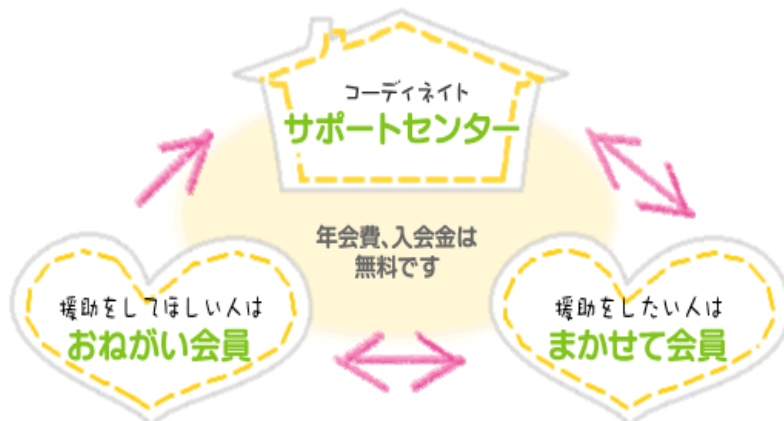 コーディネイト
サポートセンター
年会費、入会金は
無料です
援助をしてほしい人は
おねがい会員
援助をしたい人は
まかせて会員